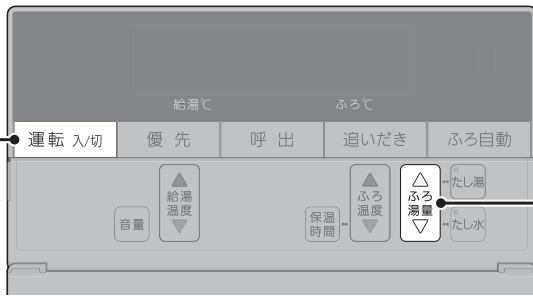 給湯℃ ふろ℃
運転 入/切 優先 呼出 追いだき ふろ自動
▲ ▲ △ たし湯
給湯 ふろ ふろ
温度 温度 湯量
▼ ▼ ▽
音量 保温 たし水
時間